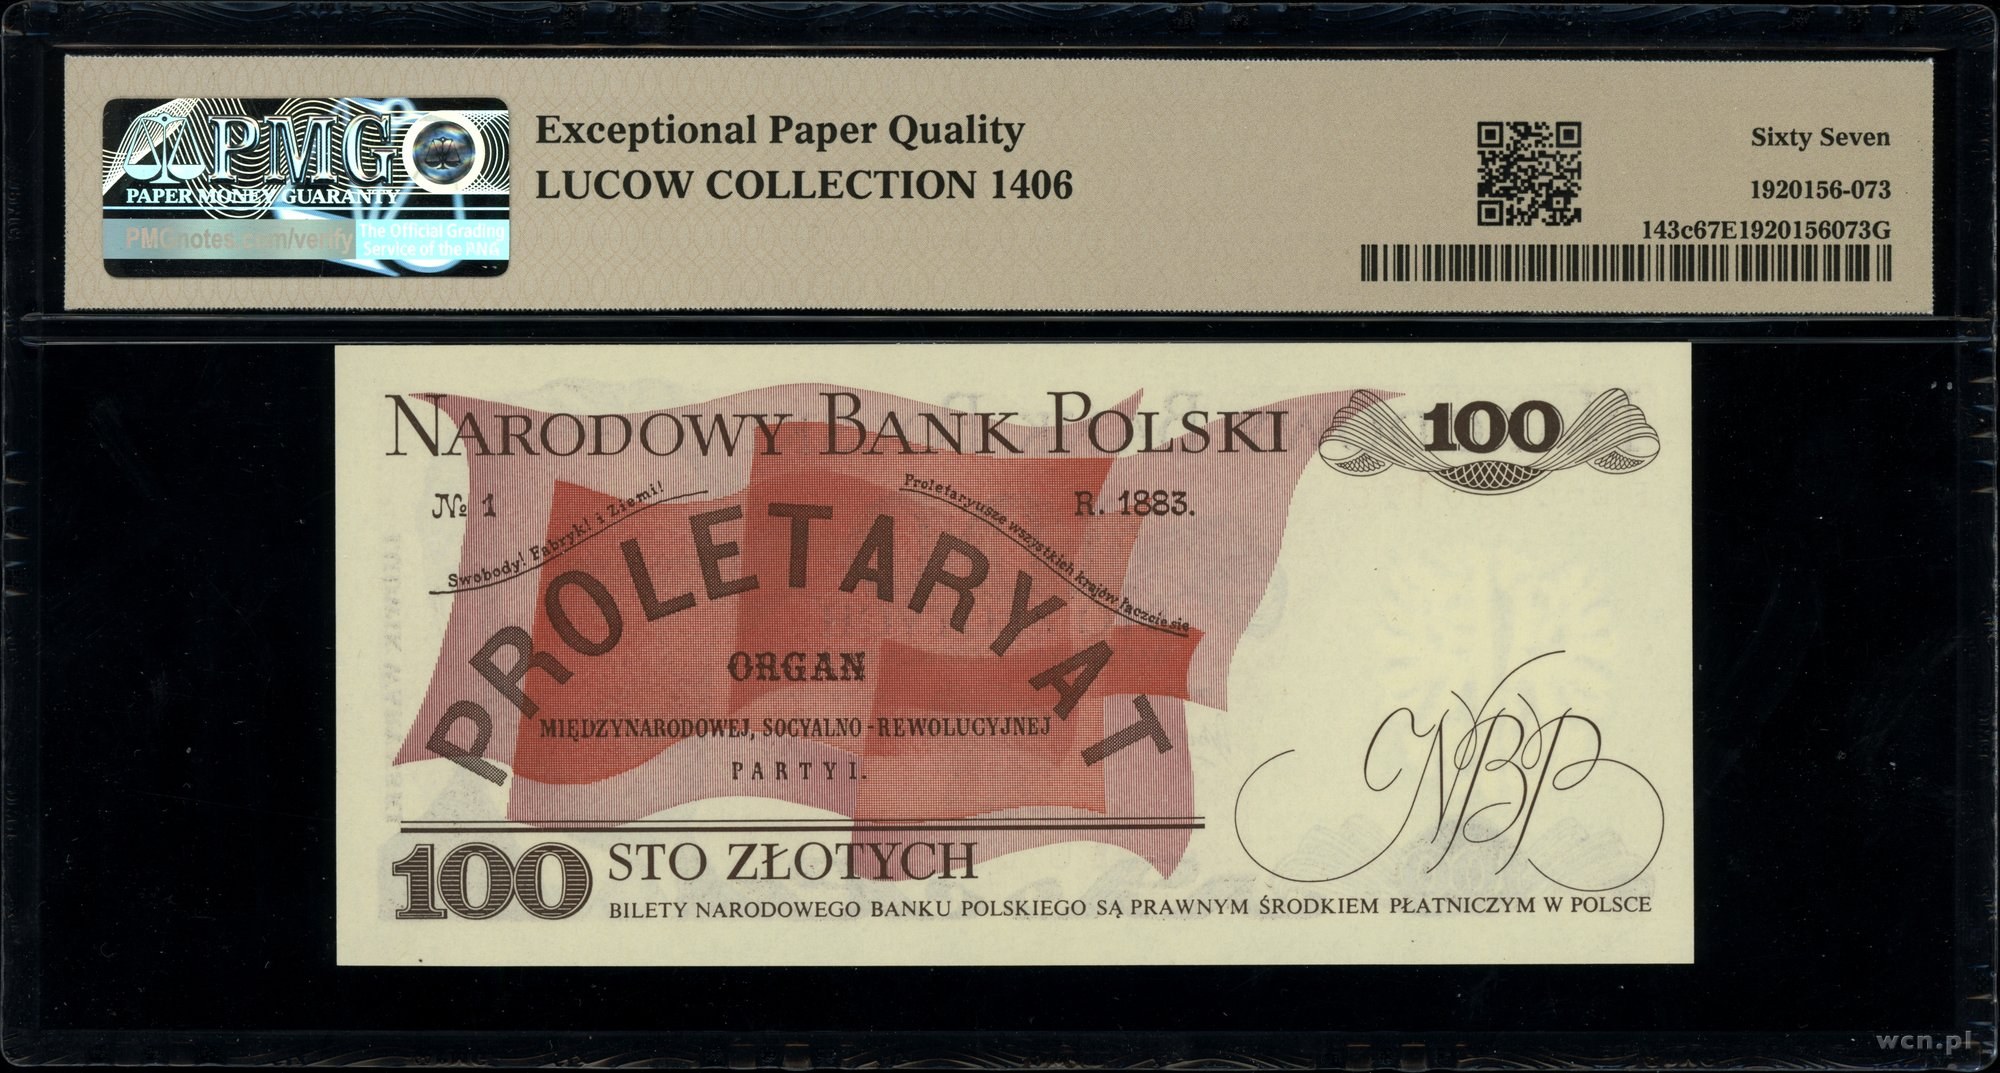 PMG
PAPER MONEY GUARANTY
PMGnotes.com/verify
The Official Grading
Service of the PNG
Exceptional Paper Quality
LUCOW COLLECTION 1406
Sixty Seven
1920156-073
143c67E1920156073G
NARODOWY BANK POLSKI
100
№ 1
Swobody! Fabryk! i Ziemi!
Proletaryusze wszystkich krajów łączcie się
R. 1883.
PROLETARYAT
ORGAN
MIĘDZYNARODOWEJ, SOCYALNO-REWOLUCYJNEJ
PARTYI.
NBP
100 STO ZŁOTYCH
BILETY NARODOWEGO BANKU POLSKIEGO SĄ PRAWNYM ŚRODKIEM PŁATNICZYM W POLSCE
wcn.pl